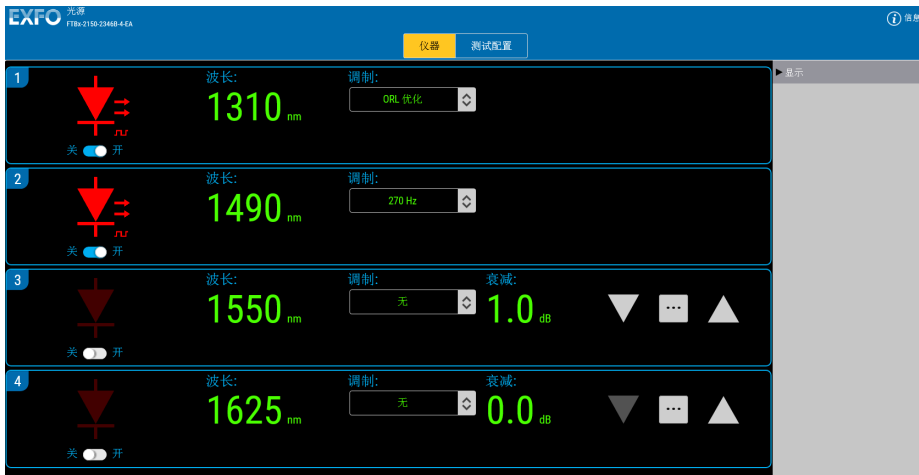 EXFO 光源
FTBx-2150-2346B-4-EA
信息
仪器 测试配置
显示
1
波长:
1310 nm
调制:
ORL 优化
关 开
2
波长:
1490 nm
调制:
270 Hz
关 开
3
波长:
1550 nm
调制:
无
衰减:
1.0 dB
...
关 开
4
波长:
1625 nm
调制:
无
衰减:
0.0 dB
...
关 开